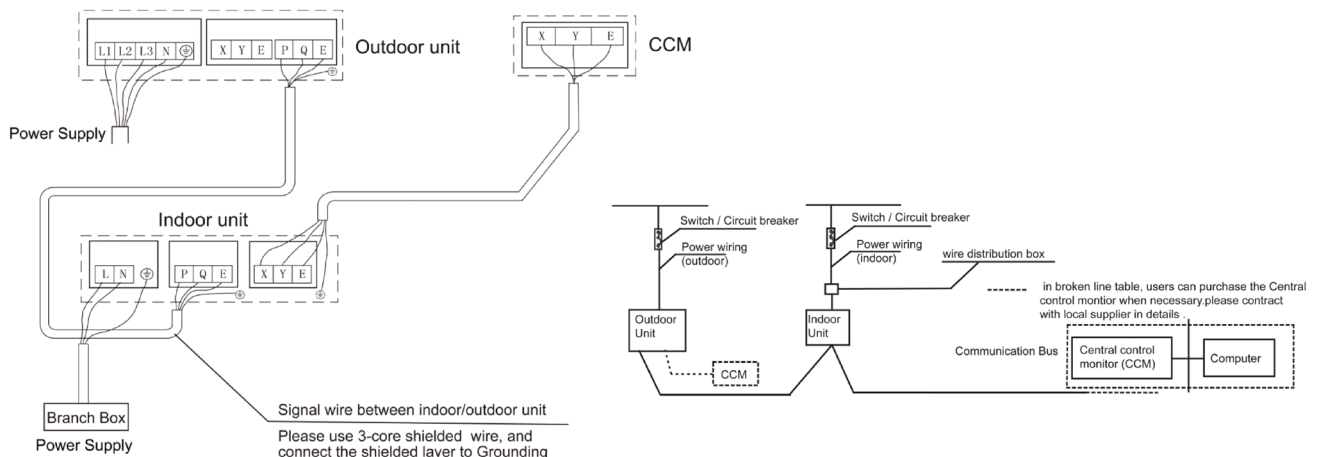 L1 L2 L3 N
X Y E P Q E
Outdoor unit
X Y E
CCM
Power Supply
Indoor unit
L N
P Q E
X Y E
Branch Box
Power Supply
Signal wire between indoor/outdoor unit
Please use 3-core shielded wire, and
connect the shielded layer to Grounding
Switch / Circuit breaker
Power wiring
(outdoor)
Switch / Circuit breaker
Power wiring
(indoor)
wire distribution box
in broken line table, users can purchase the Central
control montior when necessary.please contract
with local supplier in details .
Outdoor
Unit
Indoor
Unit
CCM
Communication Bus
Central control
monitor (CCM)
Computer